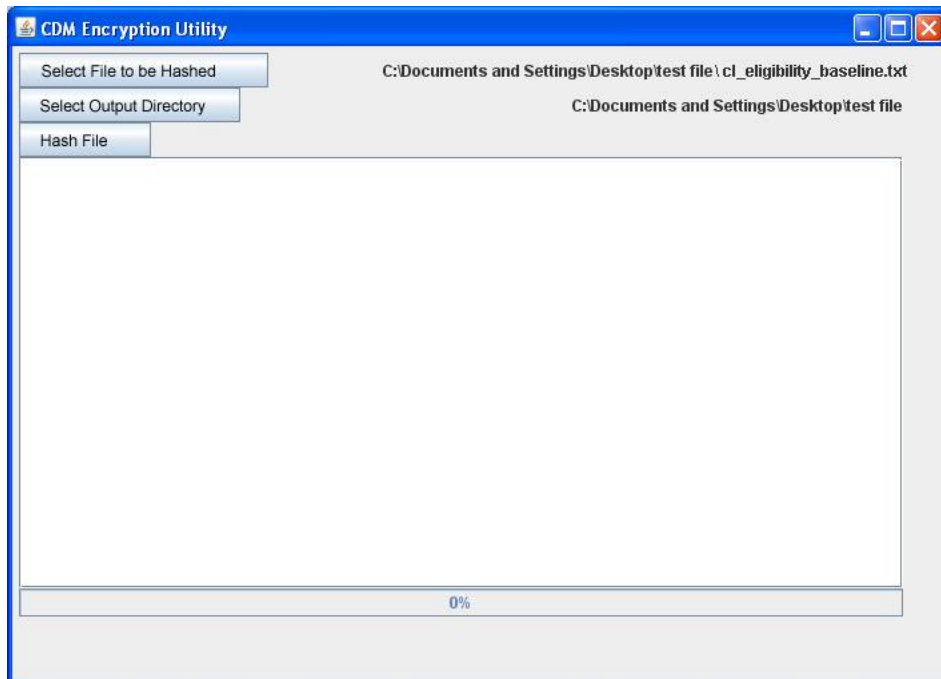 CDM Encryption Utility
Select File to be Hashed C:\Documents and Settings\Desktop\test file\ cl_eligibility_baseline.txt
Select Output Directory C:\Documents and Settings\Desktop\test file
Hash File
0%